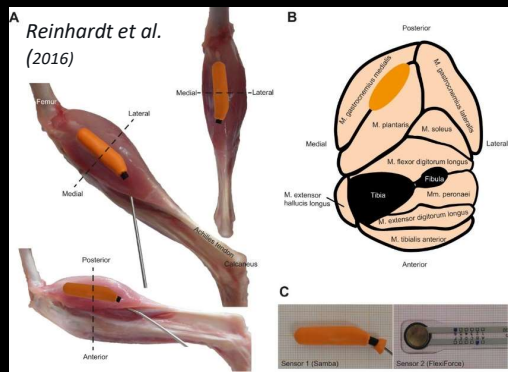 A
Reinhardt et al.
(2016)
Femur
Lateral
Medial
Medial
Lateral
Achilles tendon
Calcaneus
Posterior
Anterior
B
Posterior
M. gastrocnemius medialis
M. gastrocnemius lateralis
M. plantaris
M. soleus
Medial
Lateral
M. flexor digitorum longus
Fibula
Tibia
Mm. peronaei
M. extensor
hallucis longus
M. extensor digitorum longus
M. tibialis anterior
Anterior
C
Sensor 1 (Samba)
Sensor 2 (FlexiForce)